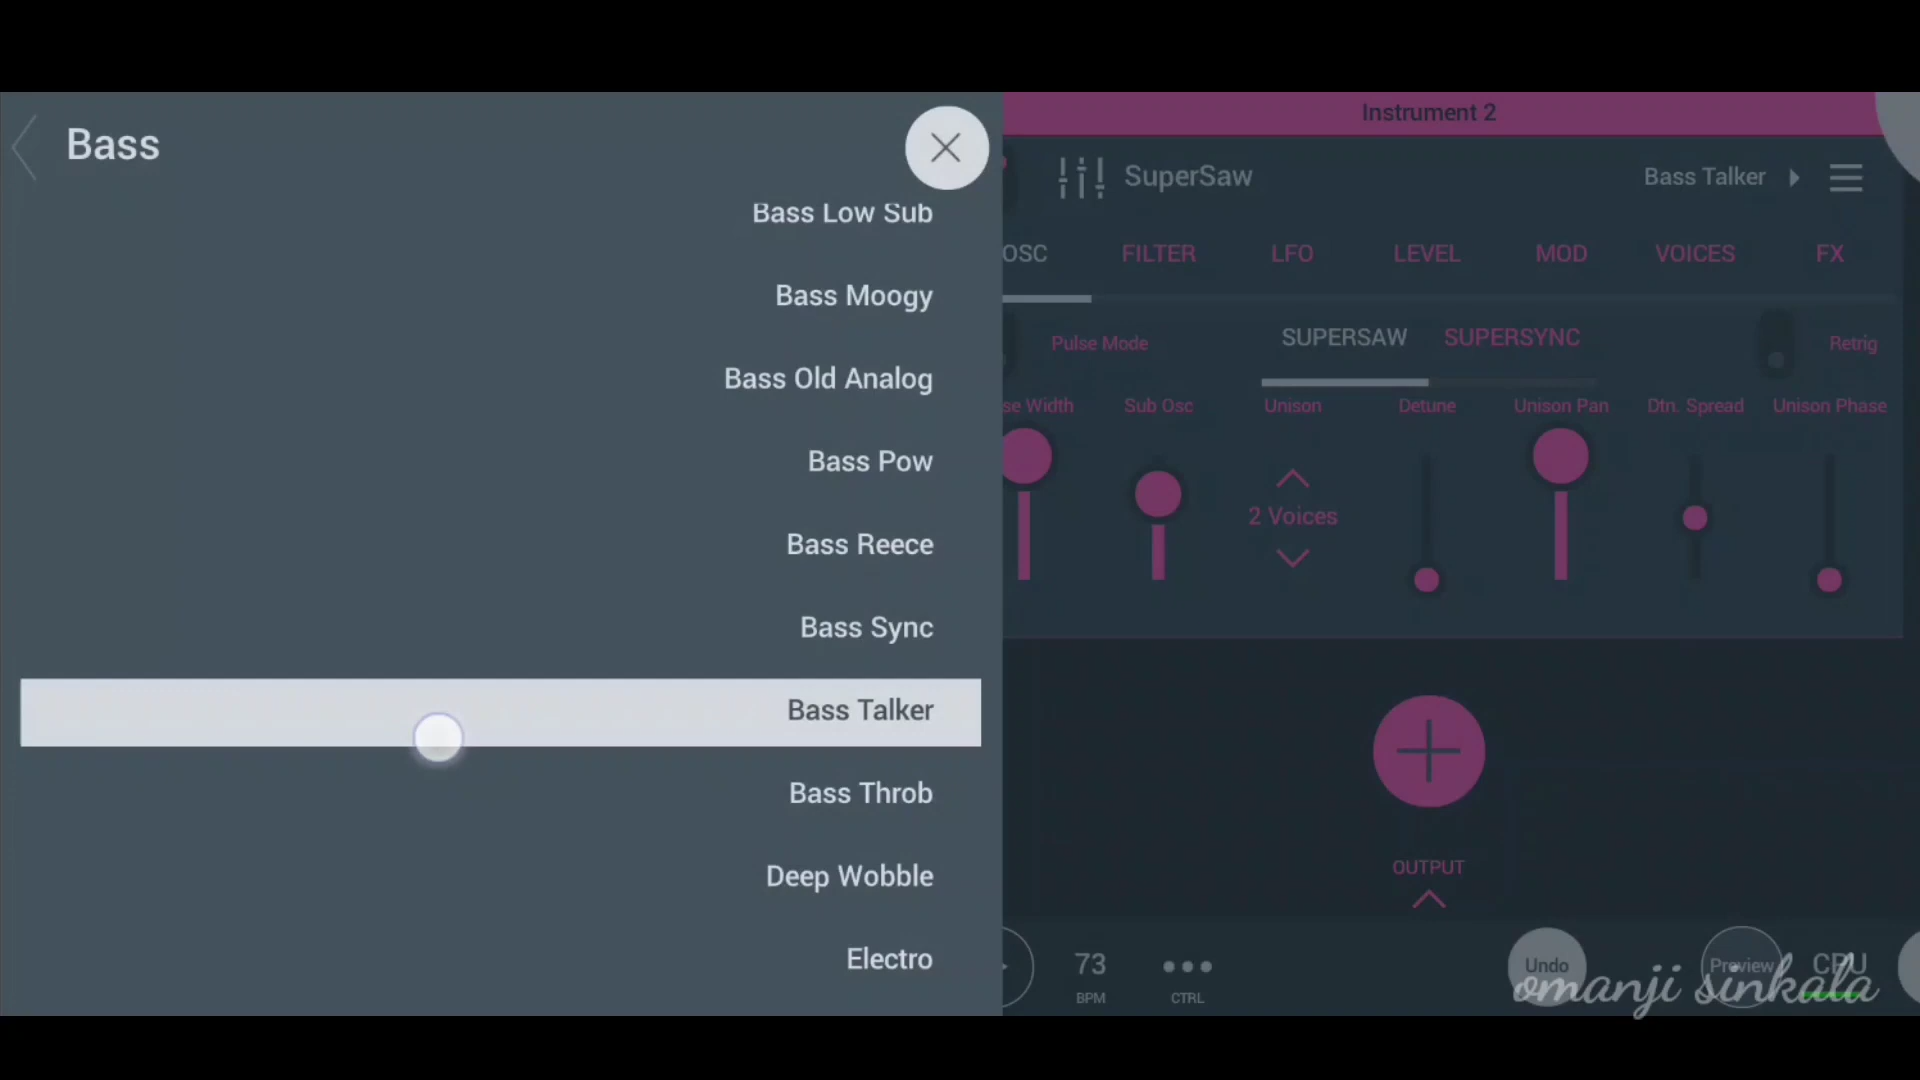 Bass
Bass Low Sub
Bass Moogy
Bass Old Analog
Bass Pow
Bass Reece
Bass Sync
Bass Talker
Bass Throb
Deep Wobble
Electro
Instrument 2
SuperSaw
Bass Talker
OSC FILTER LFO LEVEL MOD VOICES FX
Pulse Mode SUPERSAW SUPERSYNC Retrig
se Width Sub Osc Unison Detune Unison Pan Dtn. Spread Unison Phase
2 Voices
OUTPUT
73
BPM
CTRL
Undo
Preview
CPU
omanji sinkala